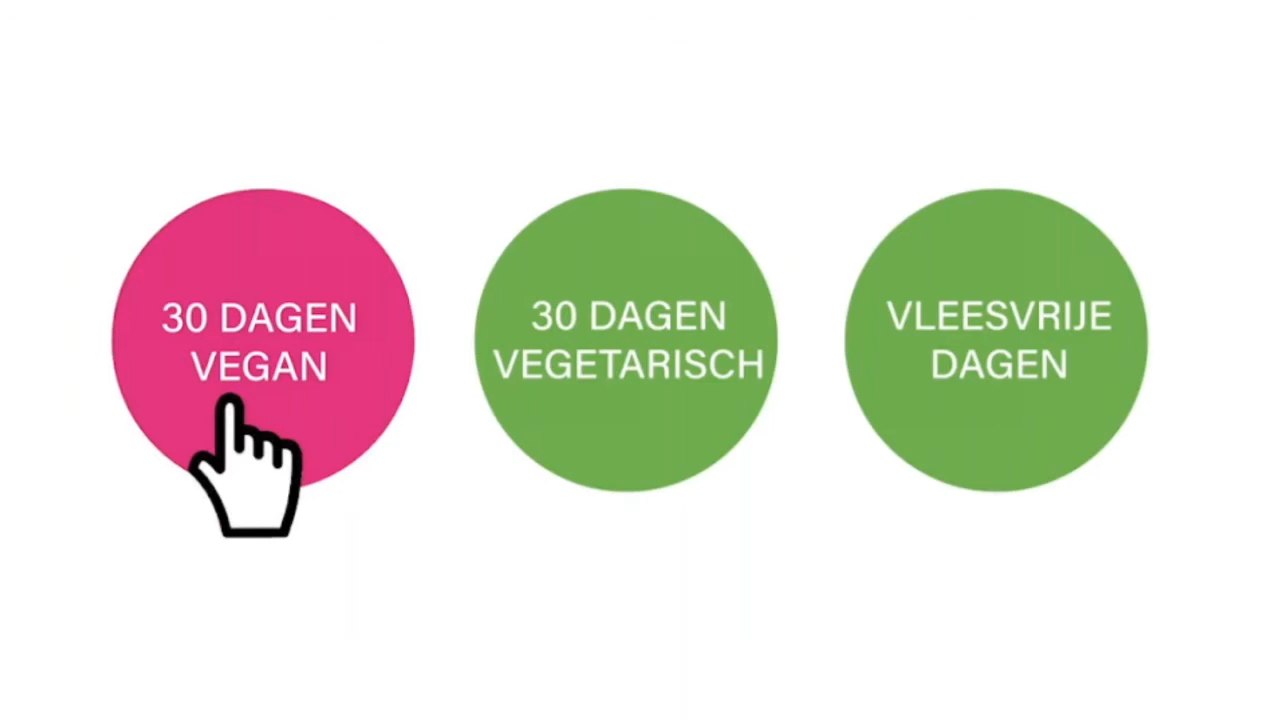 30 DAGEN
VEGAN
30 DAGEN
VEGETARISCH
VLEESVRIJE
DAGEN